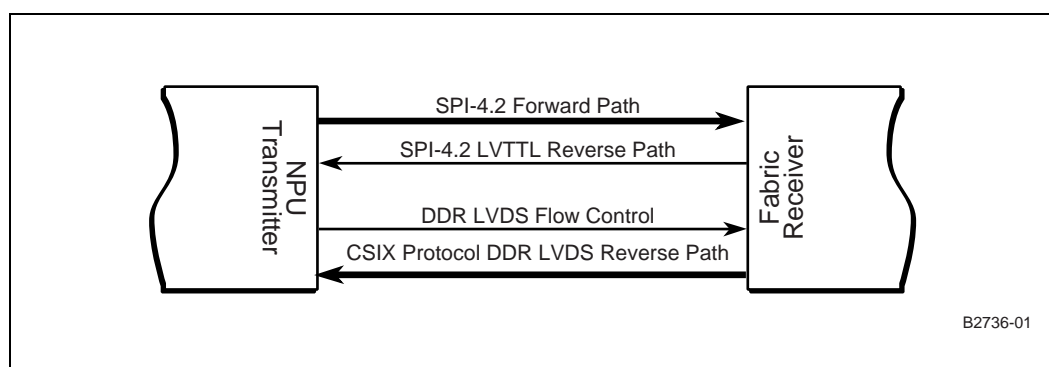 SPI-4.2 Forward Path
SPI-4.2 LVTTL Reverse Path
DDR LVDS Flow Control
CSIX Protocol DDR LVDS Reverse Path
NPU
Transmitter
Fabric
Receiver
B2736-01